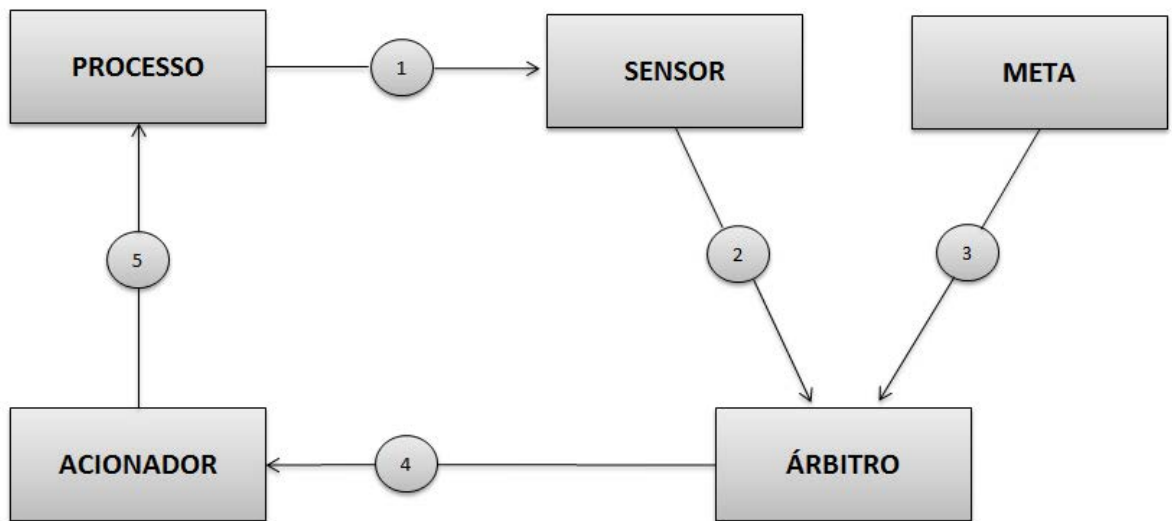 PROCESSO
1
SENSOR
META
2
3
5
ACIONADOR
4
ÁRBITRO